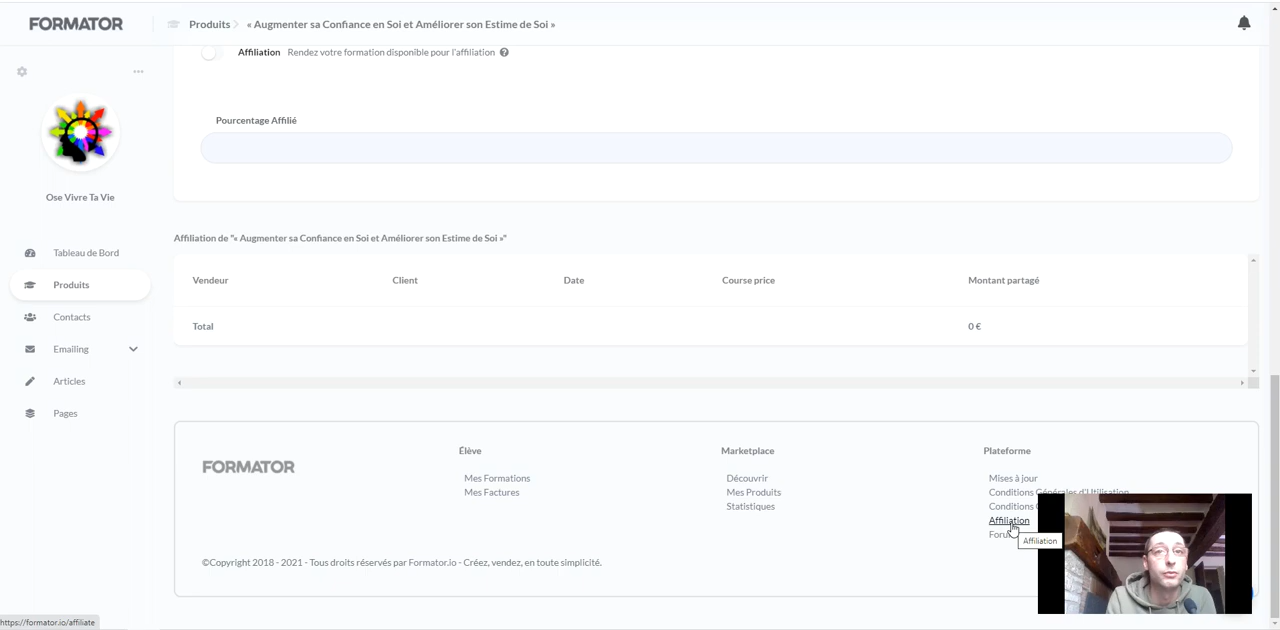 FORMATOR
Produits
« Augmenter sa Confiance en Soi et Améliorer son Estime de Soi »
Affiliation Rendez votre formation disponible pour l'affiliation
Pourcentage Affilié
Ose Vivre Ta Vie
Tableau de Bord
Produits
Contacts
Emailing
Articles
Pages
Affiliation de "« Augmenter sa Confiance en Soi et Améliorer son Estime de Soi »"
Vendeur Client Date Course price Montant partagé
Total 0 €
FORMATOR
Élève
Mes Formations
Mes Factures
Marketplace
Découvrir
Mes Produits
Statistiques
Plateforme
Mises à jour
Conditions Générales d'Utilisation
Conditions
Affiliation
Affiliation
©Copyright 2018 - 2021 - Tous droits réservés par Formator.io - Créez, vendez, en toute simplicité.
https://formator.io/affiliate